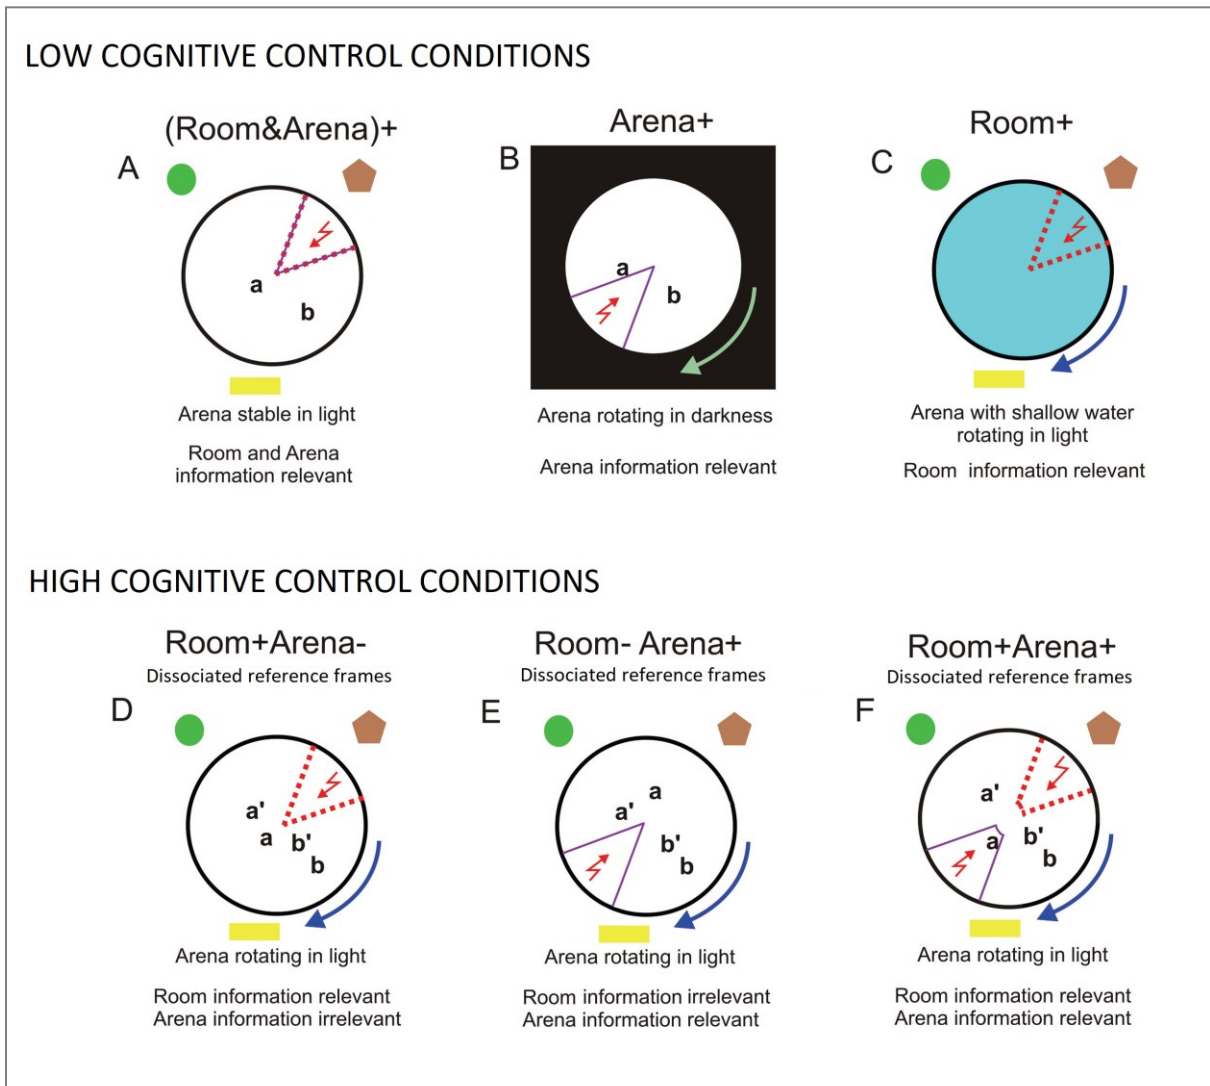 LOW COGNITIVE CONTROL CONDITIONS
(Room&Arena)+
Arena+
Room+
A
B
C
a
b
a
b
Arena stable in light
Room and Arena
information relevant
Arena rotating in darkness
Arena information relevant
Arena with shallow water
rotating in light
Room information relevant
HIGH COGNITIVE CONTROL CONDITIONS
Room+Arena-
Dissociated reference frames
Room- Arena+
Dissociated reference frames
Room+Arena+
Dissociated reference frames
D
E
F
a'
a
b'
b
a
a'
b'
b
a'
a
b'
b
Arena rotating in light
Room information relevant
Arena information irrelevant
Arena rotating in light
Room information irrelevant
Arena information relevant
Arena rotating in light
Room information relevant
Arena information relevant